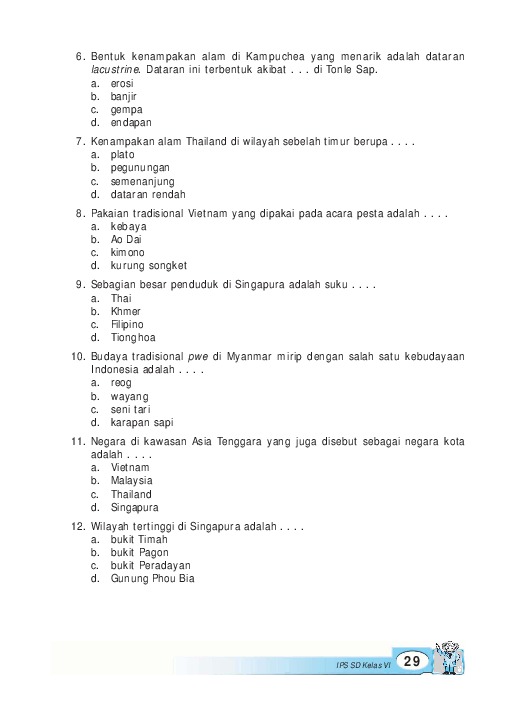 6. Bentuk kenampakan alam di Kampuchea yang menarik adalah dataran
lacustrine. Dataran ini terbentuk akibat . . . di Tonle Sap.
a. erosi
b. banjir
c. gempa
d. endapan
7. Kenampakan alam Thailand di wilayah sebelah timur berupa . . . .
a. plato
b. pegunungan
c. semenanjung
d. dataran rendah
8. Pakaian tradisional Vietnam yang dipakai pada acara pesta adalah . . . .
a. kebaya
b. Ao Dai
c. kimono
d. kurung songket
9. Sebagian besar penduduk di Singapura adalah suku . . . .
a. Thai
b. Khmer
c. Filipino
d. Tionghoa
10. Budaya tradisional pwe di Myanmar mirip dengan salah satu kebudayaan
Indonesia adalah . . . .
a. reog
b. wayang
c. seni tari
d. karapan sapi
11. Negara di kawasan Asia Tenggara yang juga disebut sebagai negara kota
adalah . . . .
a. Vietnam
b. Malaysia
c. Thailand
d. Singapura
12. Wilayah tertinggi di Singapura adalah . . . .
a. bukit Timah
b. bukit Pagon
c. bukit Peradayan
d. Gunung Phou Bia
IPS SD Kelas VI 29